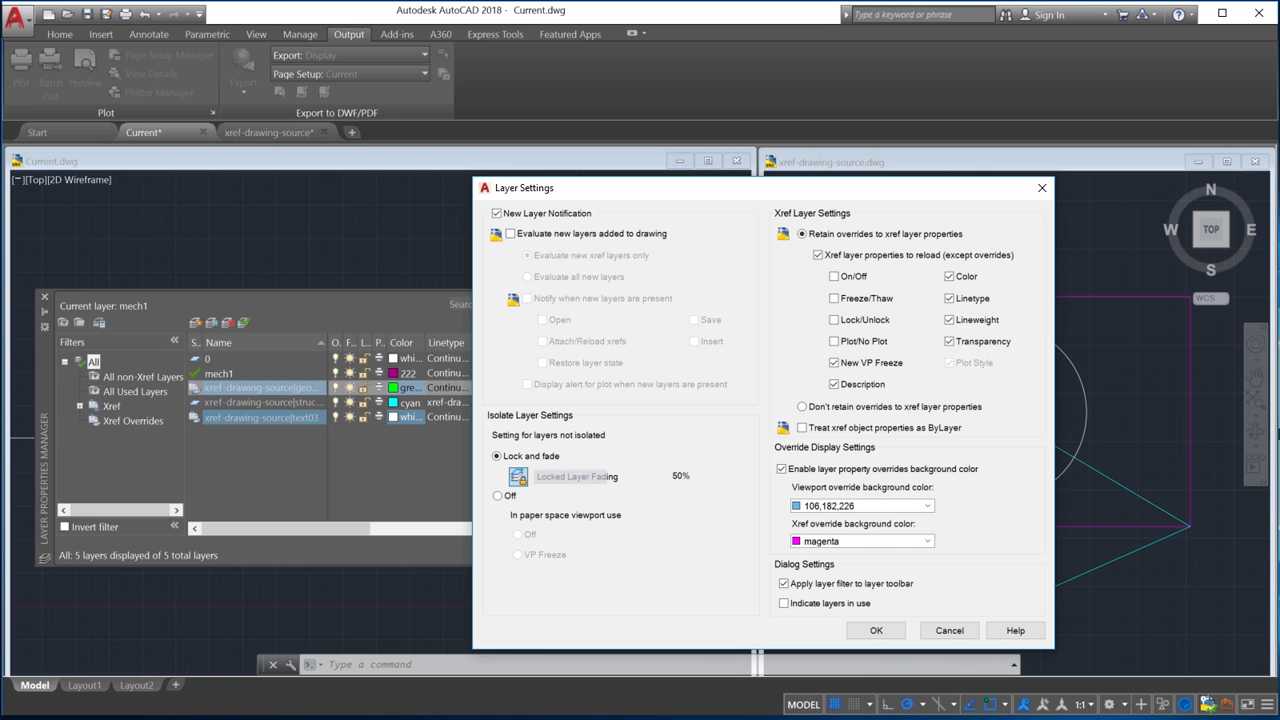 Autodesk AutoCAD 2018 - Current.dwg
Type a keyword or phrase
Sign In
Home
Insert
Annotate
Parametric
View
Manage
Output
Add-ins
A360
Express Tools
Featured Apps
Plot
Batch
Plot
Preview
Page Setup Manager
View Details
Plotter Manager
Plot
Export
Export: Display
Page Setup: Current
Export to DWF/PDF
Start
Current*
xref-drawing-source*
Current.dwg
xref-drawing-source.dwg
[−][Top][2D Wireframe]
N
W
TOP
E
S
WCS
LAYER PROPERTIES MANAGER
Current layer: mech1
Searc
Filters
All
All non-Xref Layers
All Used Layers
Xref
Xref Overrides
Invert filter
All: 5 layers displayed of 5 total layers
S.. Name O. F.. L.. P.. Color Linetype
0 whi... Continu...
mech1 222 Continu...
xref-drawing-source|geo... gre... Continu...
xref-drawing-source|struc... cyan xref-dra...
xref-drawing-source|text03 whi... Continu...
Layer Settings
New Layer Notification
Evaluate new layers added to drawing
Evaluate new xref layers only
Evaluate all new layers
Notify when new layers are present
Open
Save
Attach/Reload xrefs
Insert
Restore layer state
Display alert for plot when new layers are present
Isolate Layer Settings
Setting for layers not isolated
Lock and fade
Locked Layer Fading
50%
Off
In paper space viewport use
Off
VP Freeze
Xref Layer Settings
Retain overrides to xref layer properties
Xref layer properties to reload (except overrides)
On/Off
Color
Freeze/Thaw
Linetype
Lock/Unlock
Lineweight
Plot/No Plot
Transparency
New VP Freeze
Plot Style
Description
Don't retain overrides to xref layer properties
Treat xref object properties as ByLayer
Override Display Settings
Enable layer property overrides background color
Viewport override background color:
106,182,226
Xref override background color:
magenta
Dialog Settings
Apply layer filter to layer toolbar
Indicate layers in use
OK
Cancel
Help
Type a command
Model
Layout1
Layout2
MODEL
1:1